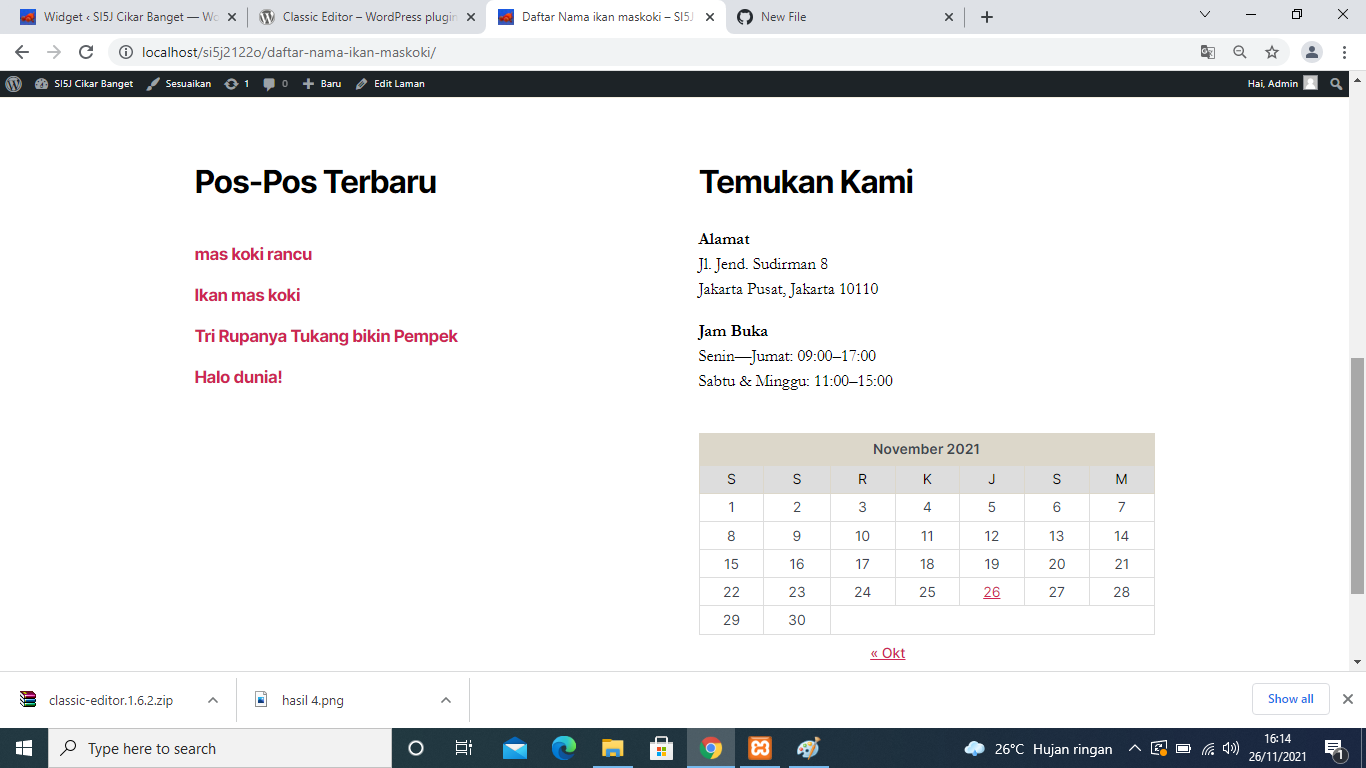 Widget ‹ SI5J Cikar Banget — Wo
Classic Editor – WordPress plugin
Daftar Nama ikan maskoki – SI5J
New File
localhost/si5j2122o/daftar-nama-ikan-maskoki/
SI5J Cikar Banget
Sesuaikan
1
0
Baru
Edit Laman
Hai, Admin
Pos-Pos Terbaru
mas koki rancu
Ikan mas koki
Tri Rupanya Tukang bikin Pempek
Halo dunia!
Temukan Kami
Alamat
Jl. Jend. Sudirman 8
Jakarta Pusat, Jakarta 10110
Jam Buka
Senin—Jumat: 09:00–17:00
Sabtu & Minggu: 11:00–15:00
November 2021
S S R K J S M
1 2 3 4 5 6 7
8 9 10 11 12 13 14
15 16 17 18 19 20 21
22 23 24 25 26 27 28
29 30
« Okt
classic-editor.1.6.2.zip
hasil 4.png
Show all
Type here to search
26°C Hujan ringan
16:14
26/11/2021
1